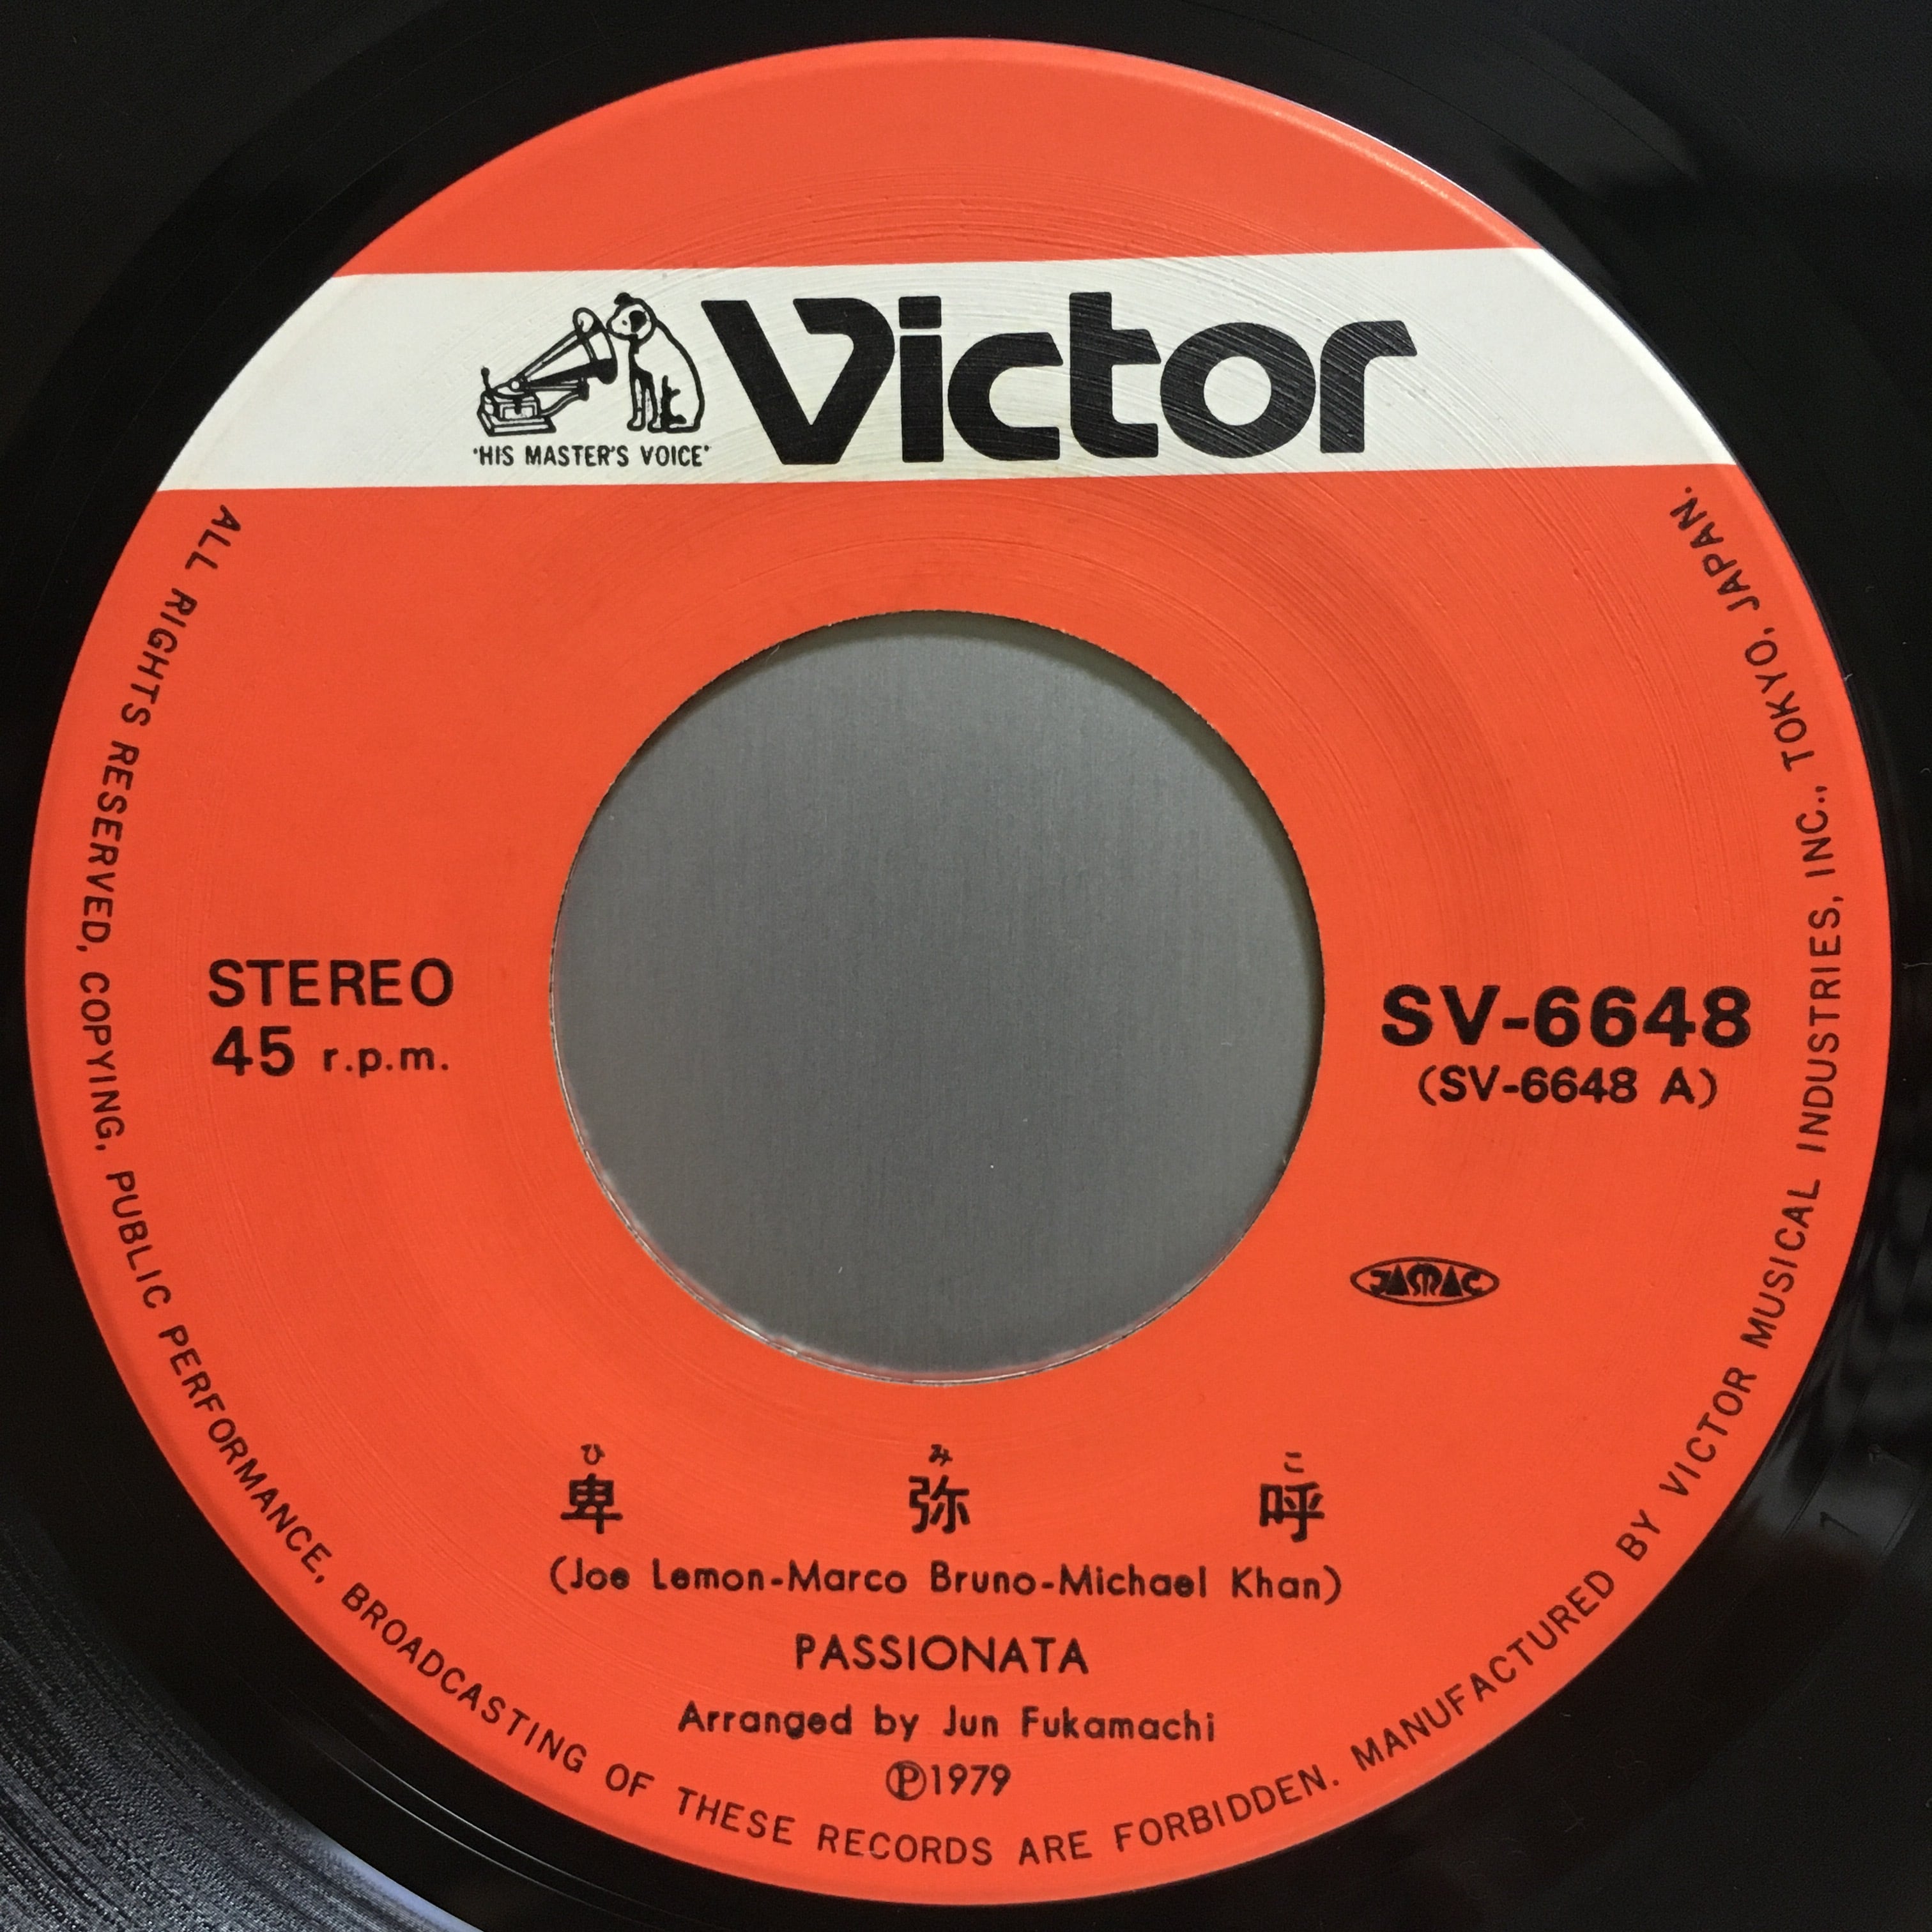 Victor
'HIS MASTER'S VOICE'
STEREO
45 r.p.m.
SV-6648
(SV-6648 A)
JASRAC
ひ み こ
卑 弥 呼
(Joe Lemon-Marco Bruno-Michael Khan)
PASSIONATA
Arranged by Jun Fukamachi
Ⓟ1979
ALL RIGHTS RESERVED, COPYING, PUBLIC PERFORMANCE, BROADCASTING OF THESE RECORDS ARE FORBIDDEN. MANUFACTURED BY VICTOR MUSICAL INDUSTRIES, INC., TOKYO, JAPAN.